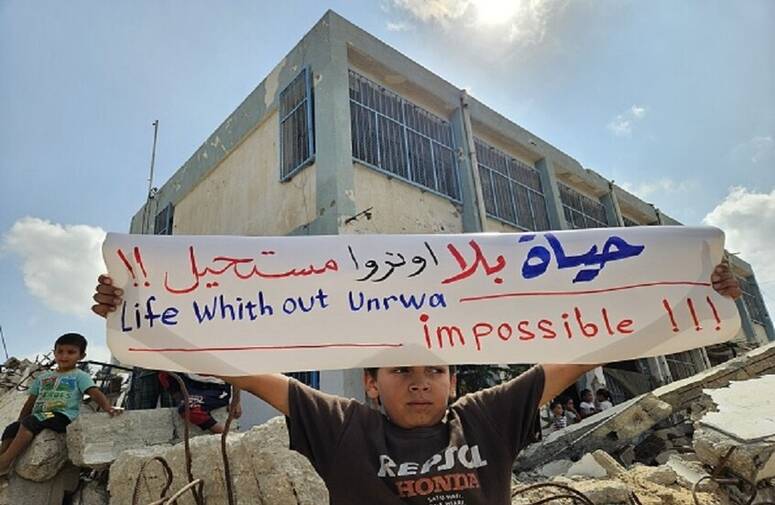 حياة بلا اونروا مستحيل !!
Life Whith out Unrwa
impossible !!!
REPSOL
HONDA